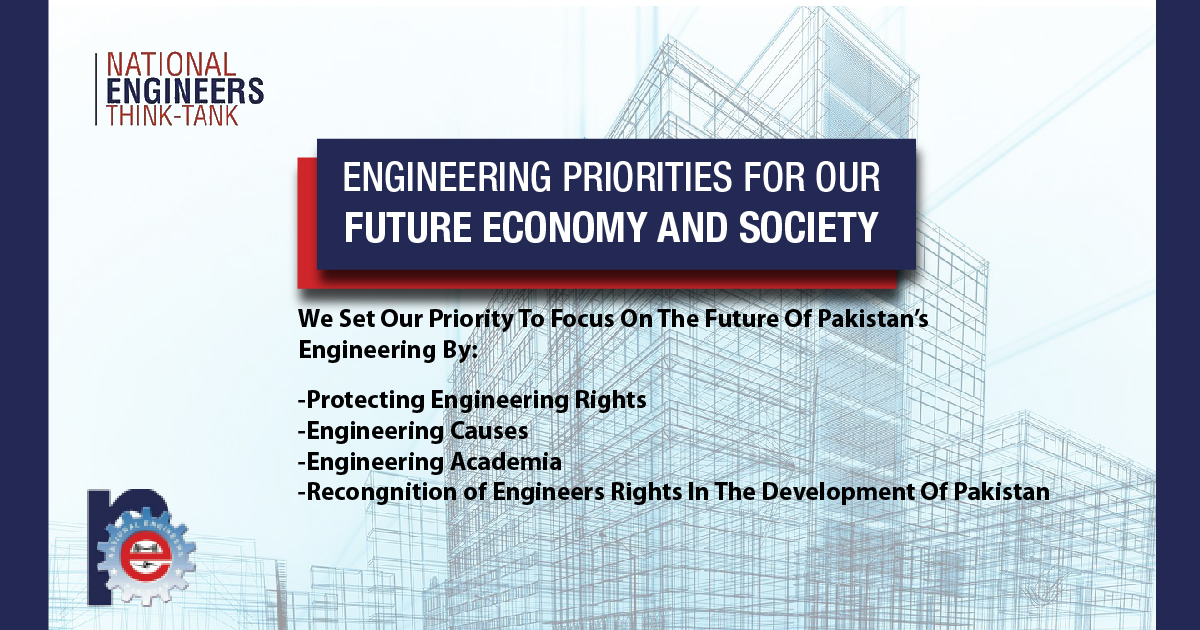 NATIONAL
ENGINEERS
THINK-TANK
ENGINEERING PRIORITIES FOR OUR
FUTURE ECONOMY AND SOCIETY
We Set Our Priority To Focus On The Future Of Pakistan's
Engineering By:
-Protecting Engineering Rights
-Engineering Causes
-Engineering Academia
-Recongnition of Engineers Rights In The Development Of Pakistan
n
NATIONAL ENGINEERS
e